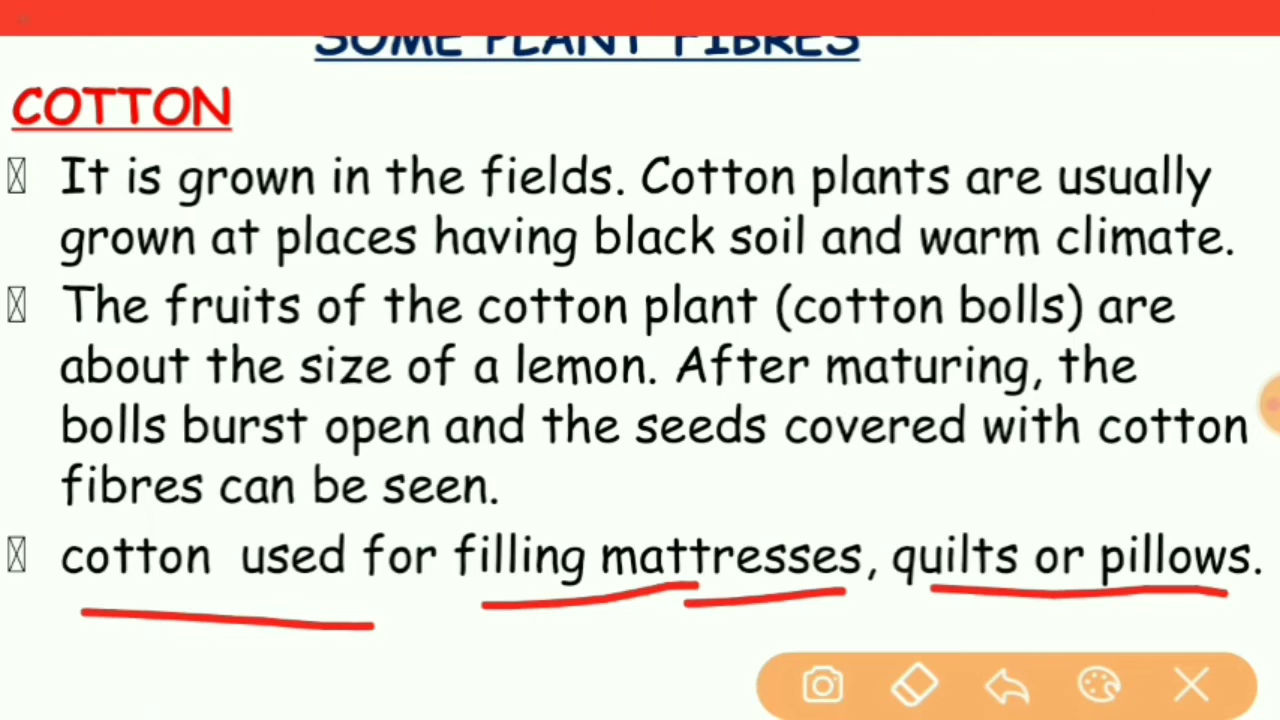 SOME PLANT FIBRES
COTTON
It is grown in the fields. Cotton plants are usually
grown at places having black soil and warm climate.
The fruits of the cotton plant (cotton bolls) are
about the size of a lemon. After maturing, the
bolls burst open and the seeds covered with cotton
fibres can be seen.
cotton used for filling mattresses, quilts or pillows.